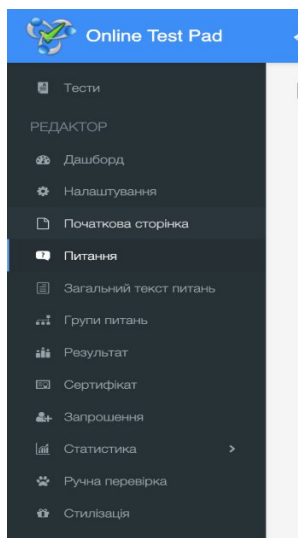 Online Test Pad
Тести
РЕДАКТОР
Дашборд
Налаштування
Початкова сторінка
Питання
Загальний текст питань
Групи питань
Результат
Сертифікат
Запрошення
Статистика
Ручна перевірка
Стилізація